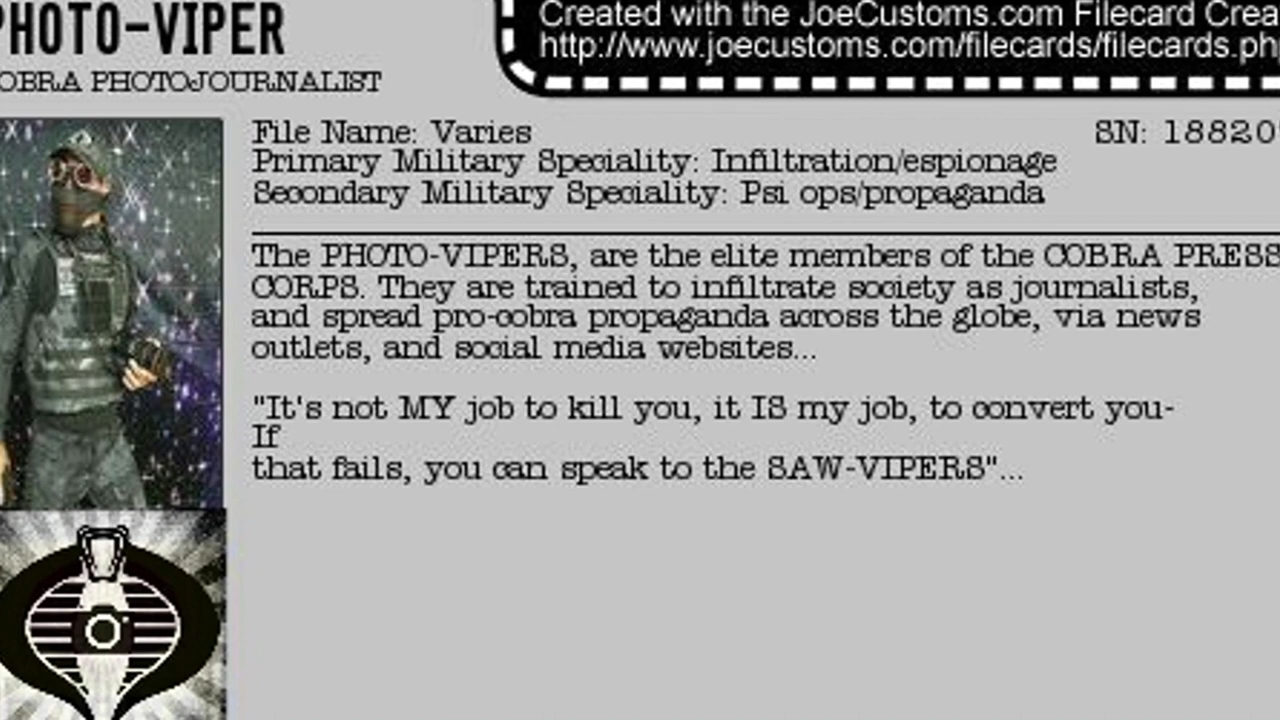 PHOTO-VIPER
COBRA PHOTOJOURNALIST
Created with the JoeCustoms.com Filecard Crea
http://www.joecustoms.com/filecards/filecards.ph
File Name: Varies
SN: 18820
Primary Military Speciality: Infiltration/espionage
Secondary Military Speciality: Psi ops/propaganda
The PHOTO-VIPERS, are the elite members of the COBRA PRESS
CORPS. They are trained to infiltrate society as journalists,
and spread pro-cobra propaganda across the globe, via news
outlets, and social media websites...
"It's not MY job to kill you, it IS my job, to convert you-
If
that fails, you can speak to the SAW-VIPERS"...